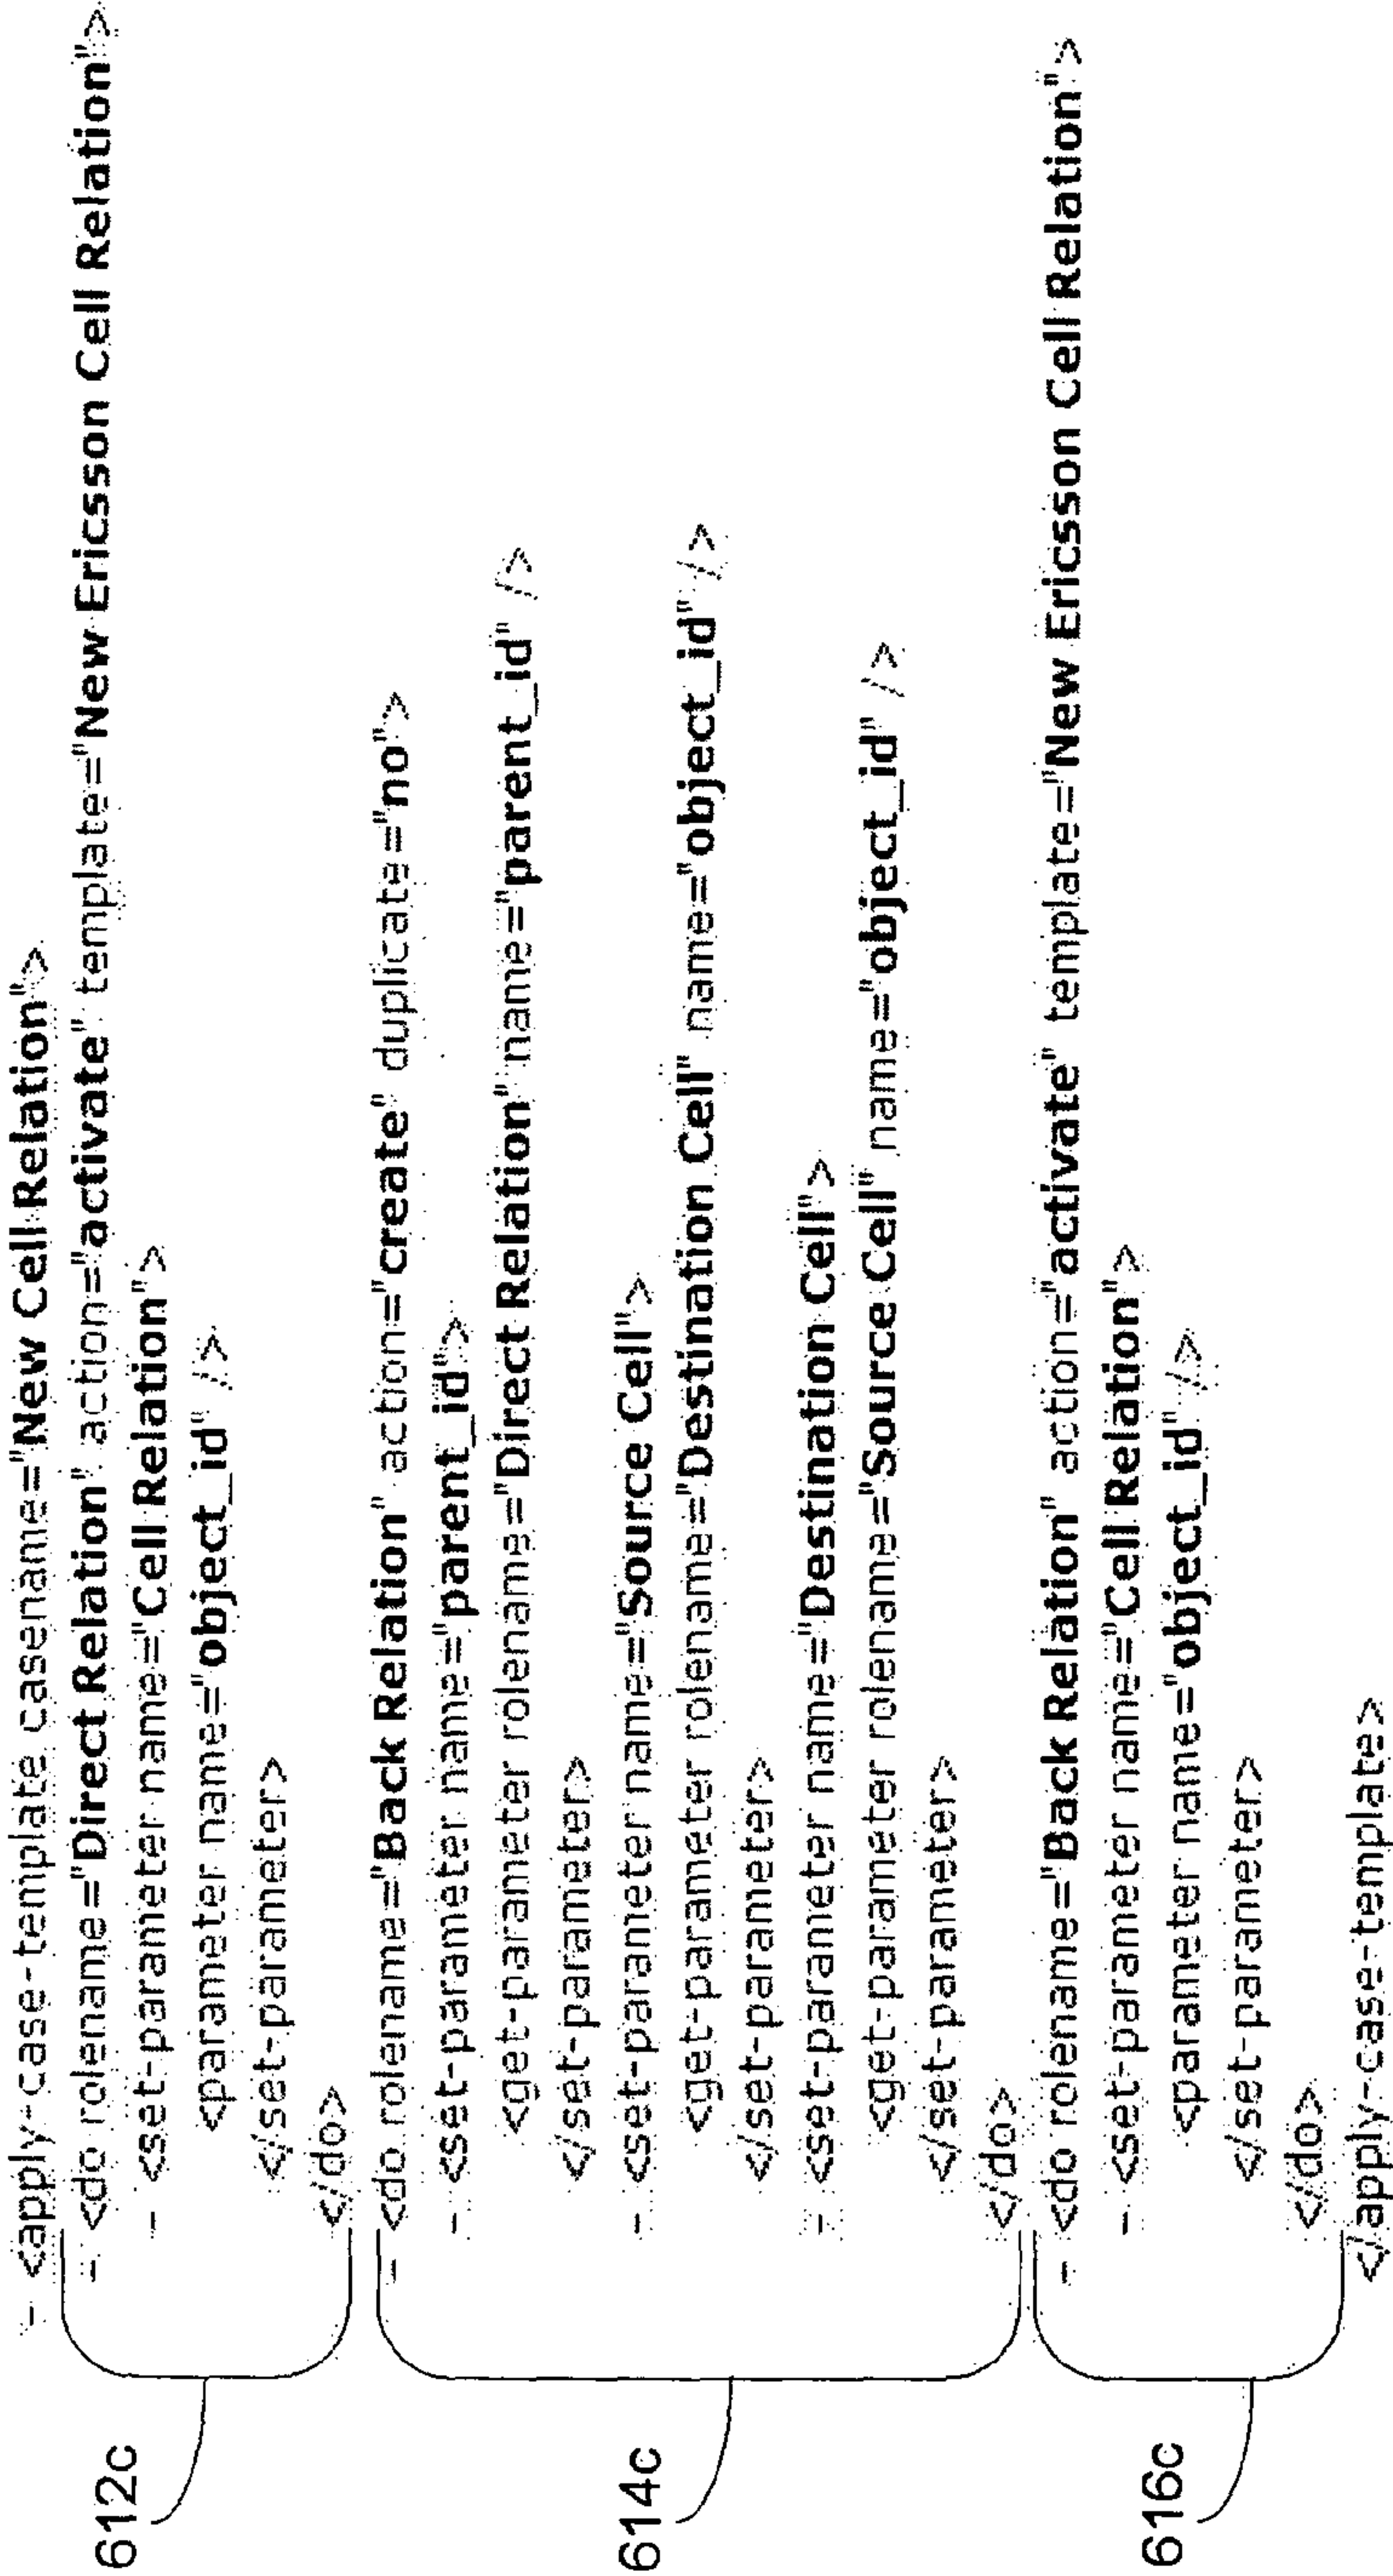 - <apply-case-template casename="New Cell Relation">
- <do rolename="Direct Relation" action="activate" template="New Ericsson Cell Relation">
- <set-parameter name="Cell Relation">
<parameter name="object_id" />
</set-parameter>
</do>
612c
- <do rolename="Back Relation" action="create" duplicate="no">
- <set-parameter name="parent_id">
<get-parameter rolename="Direct Relation" name="parent_id" />
</set-parameter>
- <set-parameter name="Source Cell">
<get-parameter rolename="Destination Cell" name="object_id" />
</set-parameter>
- <set-parameter name="Destination Cell">
<get-parameter rolename="Source Cell" name="object_id" />
</set-parameter>
</do>
614c
- <do rolename="Back Relation" action="activate" template="New Ericsson Cell Relation">
- <set-parameter name="Cell Relation">
<parameter name="object_id" />
</set-parameter>
</do>
616c
</apply-case-template>